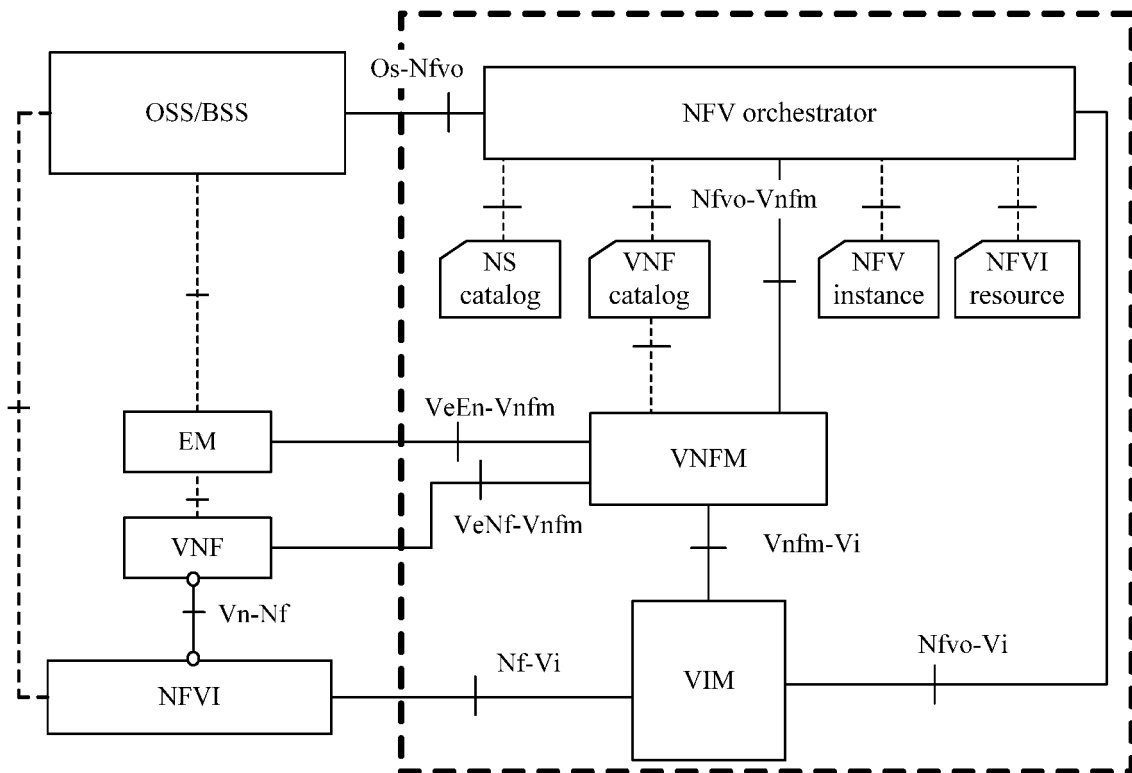 Os-Nfvo
OSS/BSS
NFV orchestrator
Nfvo-Vnfm
NS
catalog
VNF
catalog
NFV
instance
NFVI
resource
VeEn-Vnfm
EM
VNFM
VeNf-Vnfm
VNF
Vnfm-Vi
Vn-Nf
Nf-Vi
Nfvo-Vi
VIM
NFVI